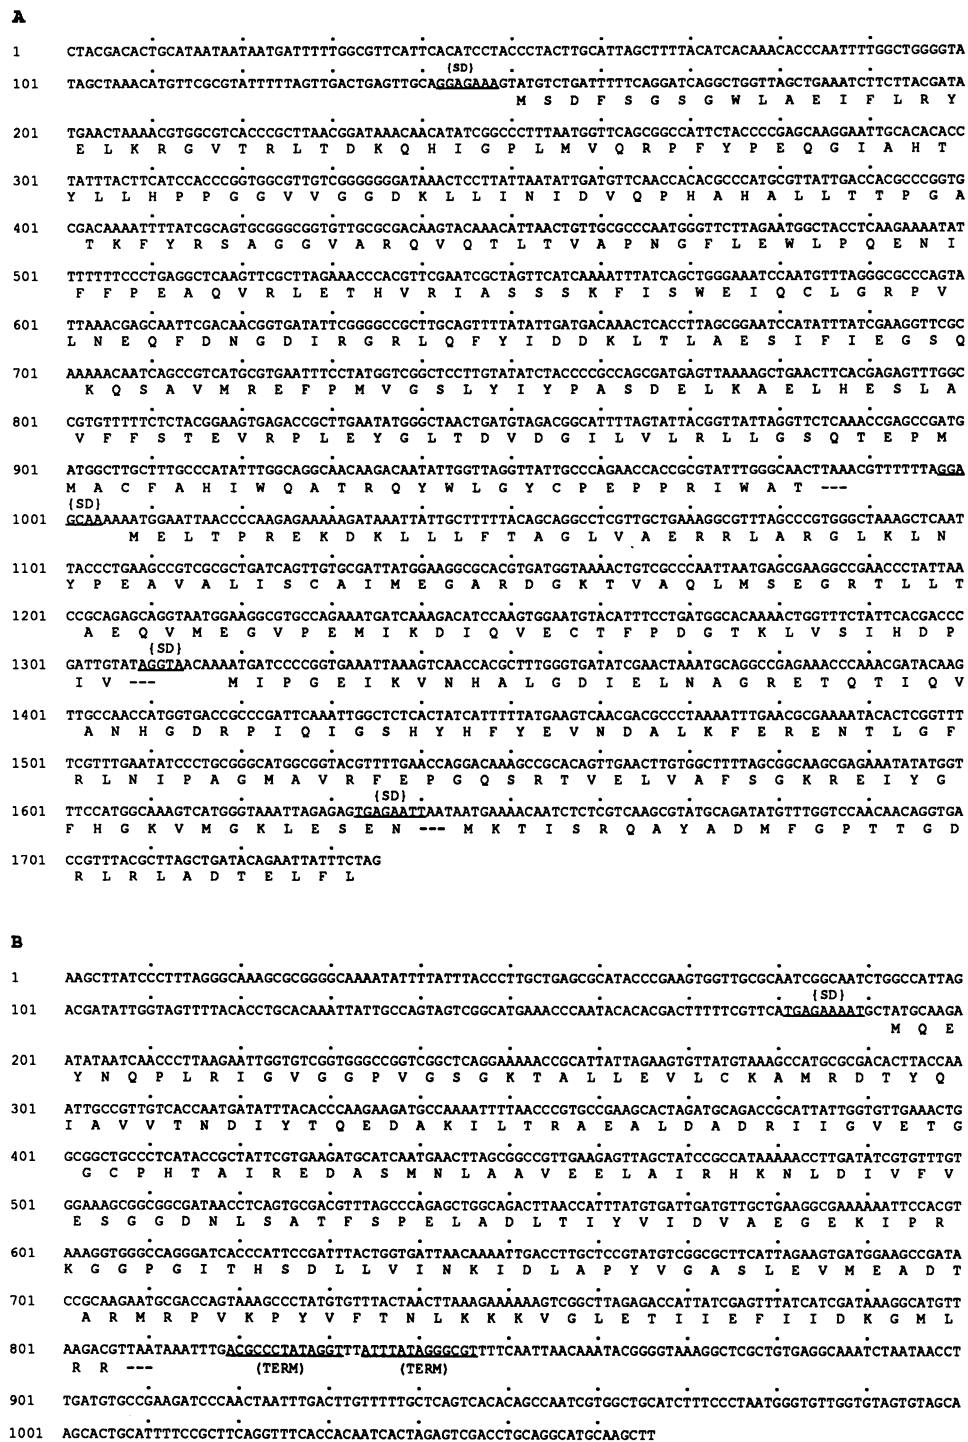 A
1 CTACGACACTGCATAATAATAATGATTTTTGGCGTTCATTCACATCCTACCCTACTTGCATTAGCTTTTACATCACAAACACCCAATTTTGGCTGGGGTA
{SD}
101 TAGCTAAACATGTTCGCGTATTTTTAGTTGACTGAGTTGCAGGAGAAAGTATGTCTGATTTTTCAGGATCAGGCTGGTTAGCTGAAATCTTCTTACGATA
M S D F S G S G W L A E I F L R Y
201 TGAACTAAAACGTGGCGTCACCCGCTTAACGGATAAACAACATATCGGCCCTTTAATGGTTCAGCGGCCATTCTACCCCGAGCAAGGAATTGCACACACC
E L K R G V T R L T D K Q H I G P L M V Q R P F Y P E Q G I A H T
301 TATTTACTTCATCCACCCGGTGGCGTTGTCGGGGGGGATAAACTCCTTATTAATATTGATGTTCAACCACACGCCCATGCGTTATTGACCACGCCCGGTG
Y L L H P P G G V V G G D K L L I N I D V Q P H A H A L L T T P G A
401 CGACAAAATTTTATCGCAGTGCGGGCGGTGTTGCGCGACAAGTACAAACATTAACTGTTGCGCCCAATGGGTTCTTAGAATGGCTACCTCAAGAAAATAT
T K F Y R S A G G V A R Q V Q T L T V A P N G F L E W L P Q E N I
501 TTTTTTCCCTGAGGCTCAAGTTCGCTTAGAAACCCACGTTCGAATCGCTAGTTCATCAAAATTTATCAGCTGGGAAATCCAATGTTTAGGGCGCCCAGTA
F F P E A Q V R L E T H V R I A S S S K F I S W E I Q C L G R P V
601 TTAAACGAGCAATTCGACAACGGTGATATTCGGGGCCGCTTGCAGTTTTATATTGATGACAAACTCACCTTAGCGGAATCCATATTTATCGAAGGTTCGC
L N E Q F D N G D I R G R L Q F Y I D D K L T L A E S I F I E G S Q
701 AAAAACAATCAGCCGTCATGCGTGAATTTCCTATGGTCGGCTCCTTGTATATCTACCCCGCCAGCGATGAGTTAAAAGCTGAACTTCACGAGAGTTTGGC
K Q S A V M R E F P M V G S L Y I Y P A S D E L K A E L H E S L A
801 CGTGTTTTTCTCTACGGAAGTGAGACCGCTTGAATATGGGCTAACTGATGTAGACGGCATTTTAGTATTACGGTTATTAGGTTCTCAAACCGAGCCGATG
V F F S T E V R P L E Y G L T D V D G I L V L R L L G S Q T E P M
901 ATGGCTTGCTTTGCCCATATTTGGCAGGCAACAAGACAATATTGGTTAGGTTATTGCCCAGAACCACCGCGTATTTGGGCAACTTAAACGTTTTTTAGGA
M A C F A H I W Q A T R Q Y W L G Y C P E P P R I W A T ---
{SD}
1001 GCAAAAAATGGAATTAACCCCAAGAGAAAAAGATAAATTATTGCTTTTTACAGCAGGCCTCGTTGCTGAAAGGCGTTTAGCCCGTGGGCTAAAGCTCAAT
M E L T P R E K D K L L L F T A G L V A E R R L A R G L K L N
1101 TACCCTGAAGCCGTCGCGCTGATCAGTTGTGCGATTATGGAAGGCGCACGTGATGGTAAAACTGTCGCCCAATTAATGAGCGAAGGCCGAACCCTATTAA
Y P E A V A L I S C A I M E G A R D G K T V A Q L M S E G R T L L T
1201 CCGCAGAGCAGGTAATGGAAGGCGTGCCAGAAATGATCAAAGACATCCAAGTGGAATGTACATTTCCTGATGGCACAAAACTGGTTTCTATTCACGACCC
A E Q V M E G V P E M I K D I Q V E C T F P D G T K L V S I H D P
{SD}
1301 GATTGTATAGGTAACAAAATGATCCCCGGTGAAATTAAAGTCAACCACGCTTTGGGTGATATCGAACTAAATGCAGGCCGAGAAACCCAAACGATACAAG
I V --- M I P G E I K V N H A L G D I E L N A G R E T Q T I Q V
1401 TTGCCAACCATGGTGACCGCCCGATTCAAATTGGCTCTCACTATCATTTTTATGAAGTCAACGACGCCCTAAAATTTGAACGCGAAAATACACTCGGTTT
A N H G D R P I Q I G S H Y H F Y E V N D A L K F E R E N T L G F
1501 TCGTTTGAATATCCCTGCGGGCATGGCGGTACGTTTTGAACCAGGACAAAGCCGCACAGTTGAACTTGTGGCTTTTAGCGGCAAGCGAGAAATATATGGT
R L N I P A G M A V R F E P G Q S R T V E L V A F S G K R E I Y G
{SD}
1601 TTCCATGGCAAAGTCATGGGTAAATTAGAGAGTGAGAATTAATAATGAAAACAATCTCTCGTCAAGCGTATGCAGATATGTTTGGTCCAACAACAGGTGA
F H G K V M G K L E S E N --- M K T I S R Q A Y A D M F G P T T G D
1701 CCGTTTACGCTTAGCTGATACAGAATTATTTCTAG
R L R L A D T E L F L
B
1 AAGCTTATCCCTTTAGGGCAAAGCGCGGGGCAAAATATTTTATTTACCCTTGCTGAGCGCATACCCGAAGTGGTTGCGCAATCGGCAATCTGGCCATTAG
{SD}
101 ACGATATTGGTAGTTTTACACCTGCACAAATTATTGCCAGTAGTCGGCATGAAACCCAATACACACGACTTTTTCGTTCATGAGAAAATGCTATGCAAGA
M Q E
201 ATATAATCAACCCTTAAGAATTGGTGTCGGTGGGCCGGTCGGCTCAGGAAAAACCGCATTATTAGAAGTGTTATGTAAAGCCATGCGCGACACTTACCAA
Y N Q P L R I G V G G P V G S G K T A L L E V L C K A M R D T Y Q
301 ATTGCCGTTGTCACCAATGATATTTACACCCAAGAAGATGCCAAAATTTTAACCCGTGCCGAAGCACTAGATGCAGACCGCATTATTGGTGTTGAAACTG
I A V V T N D I Y T Q E D A K I L T R A E A L D A D R I I G V E T G
401 GCGGCTGCCCTCATACCGCTATTCGTGAAGATGCATCAATGAACTTAGCGGCCGTTGAAGAGTTAGCTATCCGCCATAAAAACCTTGATATCGTGTTTGT
G C P H T A I R E D A S M N L A A V E E L A I R H K N L D I V F V
501 GGAAAGCGGCGGCGATAACCTCAGTGCGACGTTTAGCCCAGAGCTGGCAGACTTAACCATTTATGTGATTGATGTTGCTGAAGGCGAAAAAATTCCACGT
E S G G D N L S A T F S P E L A D L T I Y V I D V A E G E K I P R
601 AAAGGTGGGCCAGGGATCACCCATTCCGATTTACTGGTGATTAACAAAATTGACCTTGCTCCGTATGTCGGCGCTTCATTAGAAGTGATGGAAGCCGATA
K G G P G I T H S D L L V I N K I D L A P Y V G A S L E V M E A D T
701 CCGCAAGAATGCGACCAGTAAAGCCCTATGTGTTTACTAACTTAAAGAAAAAAGTCGGCTTAGAGACCATTATCGAGTTTATCATCGATAAAGGCATGTT
A R M R P V K P Y V F T N L K K K V G L E T I I E F I I D K G M L
801 AAGACGTTAATAAATTTGACGCCCTATAGGTTTATTTATAGGGCGTTTTCAATTAACAAATACGGGGTAAAGGCTCGCTGTGAGGCAAATCTAATAACCT
R R --- (TERM) (TERM)
901 TGATGTGCCGAAGATCCCAACTAATTTGACTTGTTTTTGCTCAGTCACACAGCCAATCGTGGCTGCATCTTTCCCTAATGGGTGTTGGTGTAGTGTAGCA
1001 AGCACTGCATTTTCCGCTTCAGGTTTCACCACAATCACTAGAGTCGACCTGCAGGCATGCAAGCTT